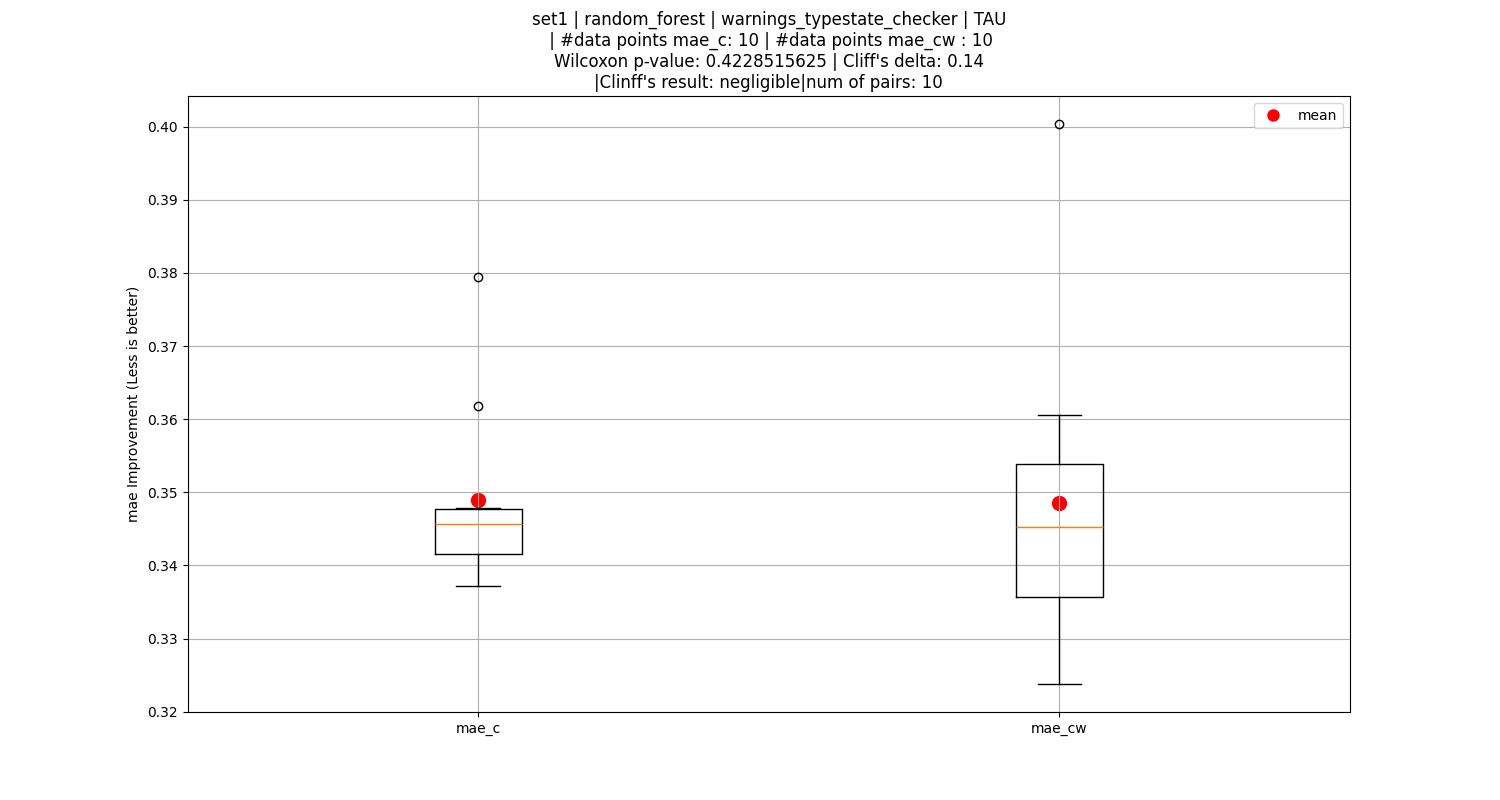 set1 | random_forest | warnings_typestate_checker | TAU
| #data points mae_c: 10 | #data points mae_cw : 10
Wilcoxon p-value: 0.4228515625 | Cliff's delta: 0.14
|Clinff's result: negligible|num of pairs: 10
mean
mae Improvement (Less is better)
0.40
0.39
0.38
0.37
0.36
0.35
0.34
0.33
0.32
mae_c
mae_cw